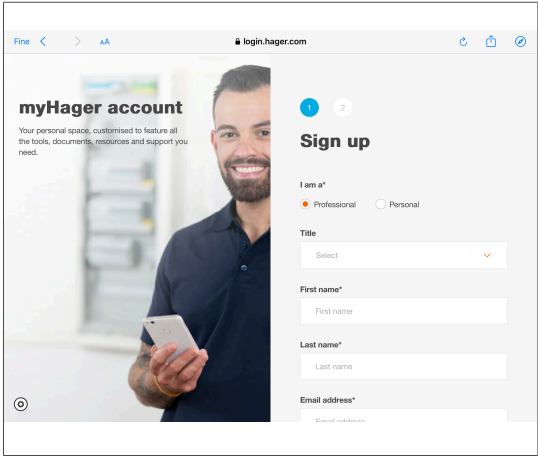 Fine
AA
login.hager.com
myHager account
Your personal space, customised to feature all
the tools, documents, resources and support you
need.
1 2
Sign up
I am a*
Professional Personal
Title
Select
First name*
First name
Last name*
Last name
Email address*
Email address